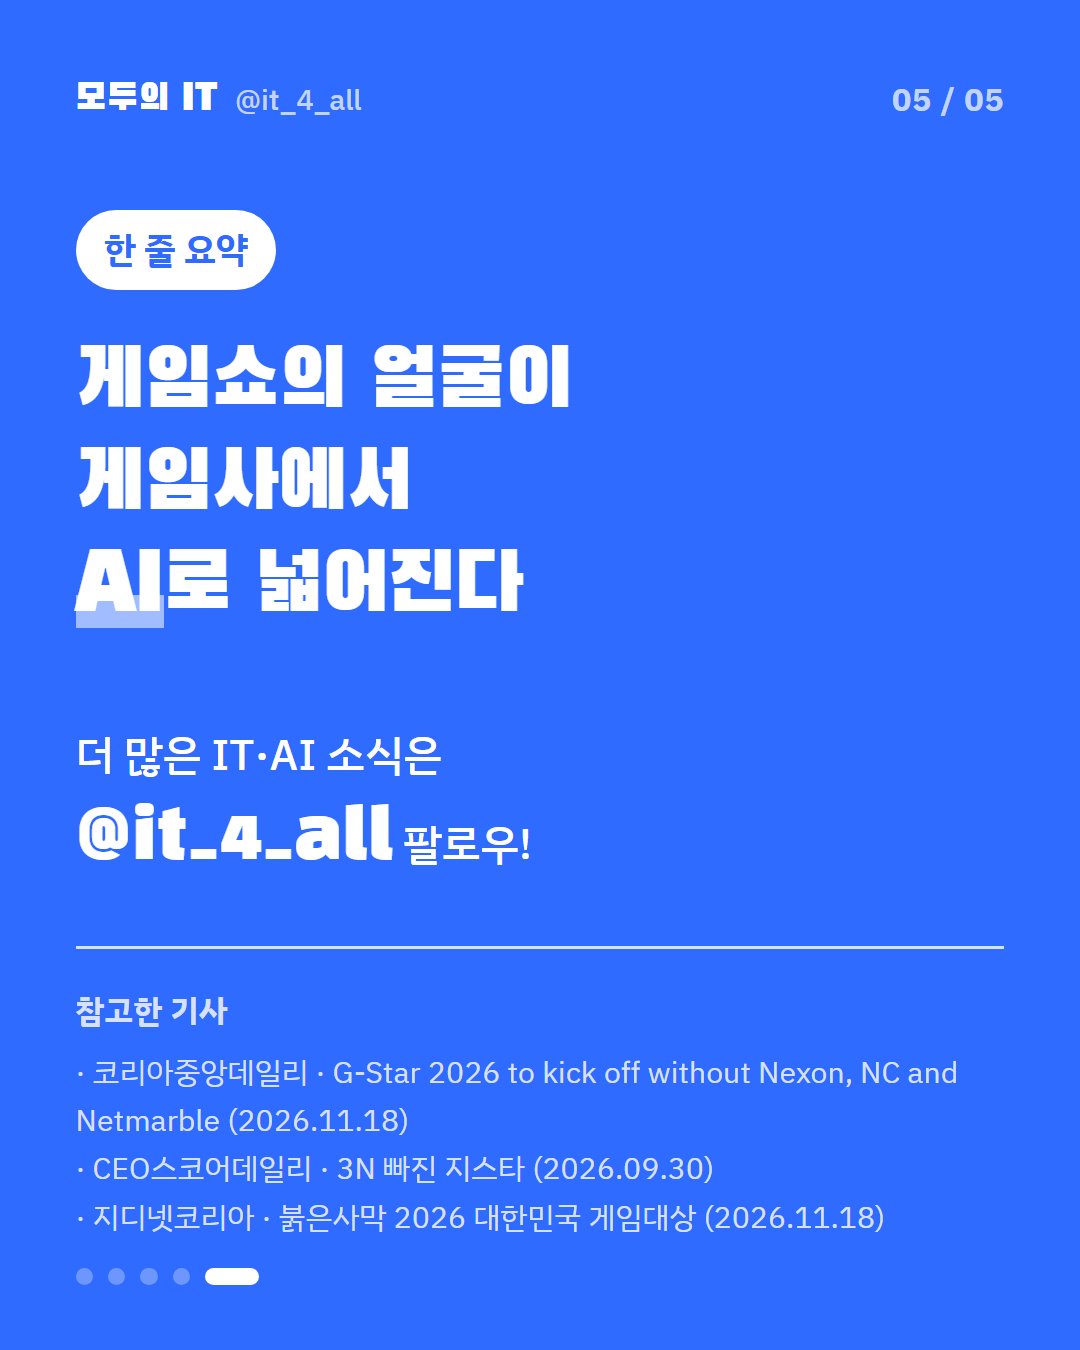 모두의 IT @it_4_all
05 / 05
한 줄 요약
게임쇼의 얼굴이
게임사에서
AI로 넓어진다
더 많은 IT·AI 소식은
@it_4_all 팔로우!
참고한 기사
· 코리아중앙데일리 · G-Star 2026 to kick off without Nexon, NC and
Netmarble (2026.11.18)
· CEO스코어데일리 · 3N 빠진 지스타 (2026.09.30)
· 지디넷코리아 · 붉은사막 2026 대한민국 게임대상 (2026.11.18)